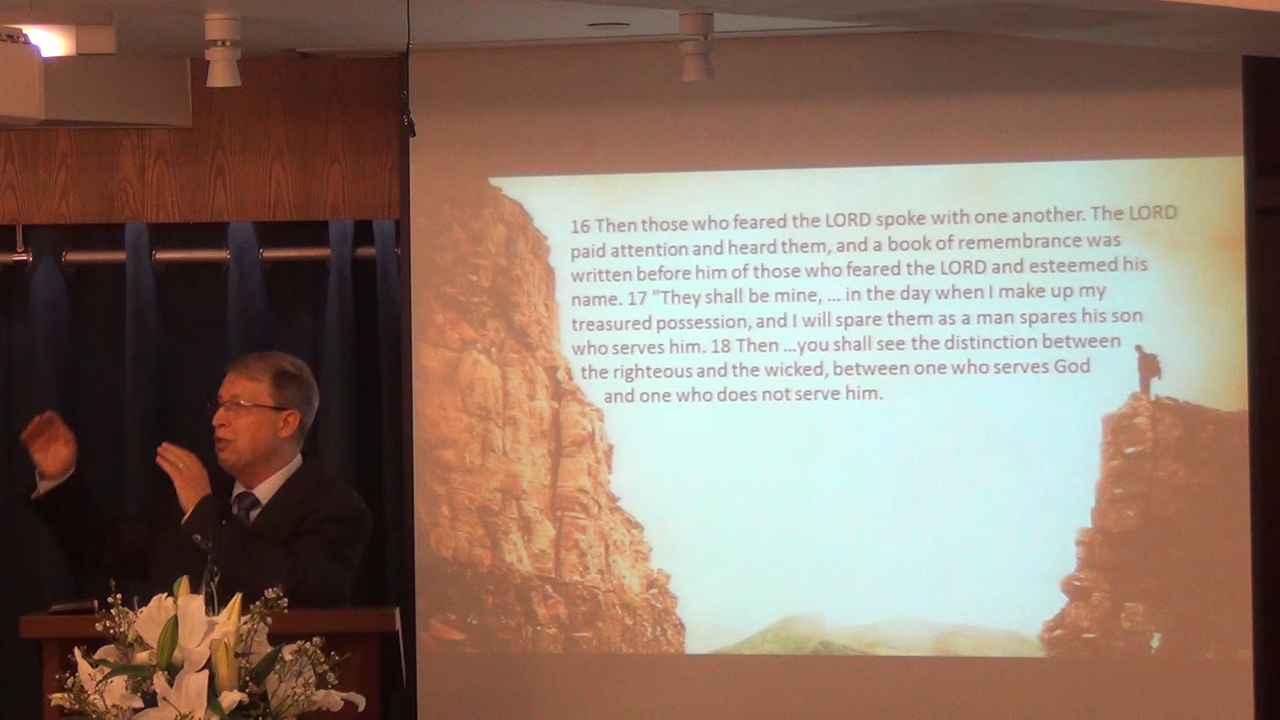 16 Then those who feared the LORD spoke with one another. The LORD
paid attention and heard them, and a book of remembrance was
written before him of those who feared the LORD and esteemed his
name. 17 "They shall be mine, ... in the day when I make up my
treasured possession, and I will spare them as a man spares his son
who serves him. 18 Then ...you shall see the distinction between
the righteous and the wicked, between one who serves God
and one who does not serve him.